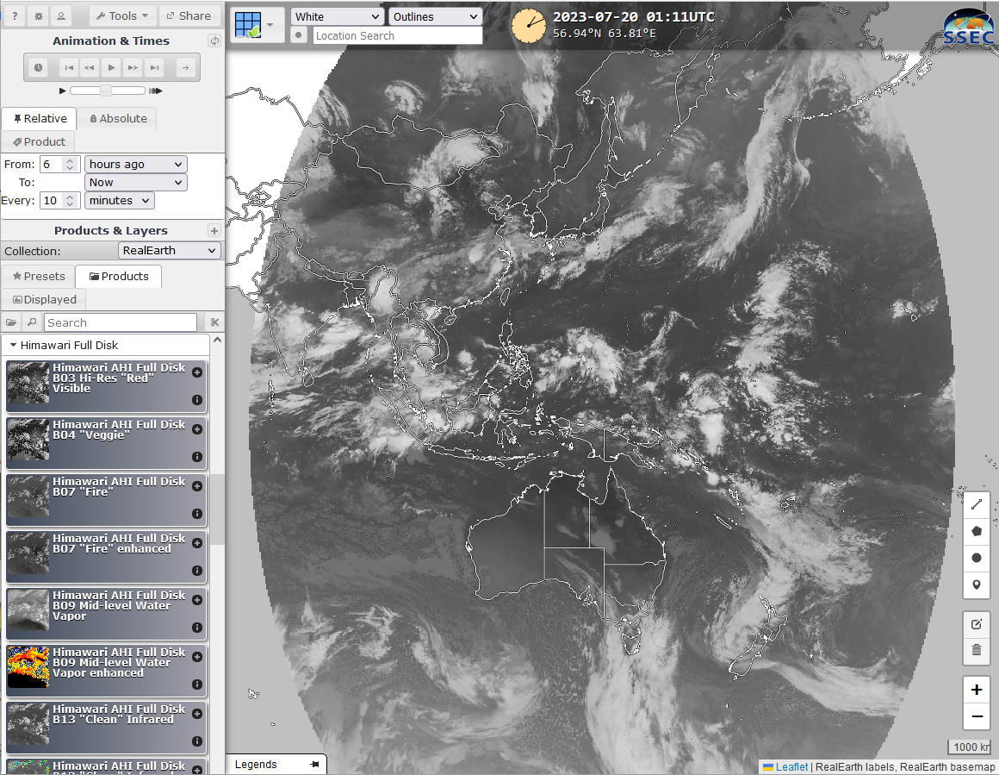 ?
Tools
Share
Animation & Times
Relative
Absolute
Product
From: 6 hours ago
To: Now
Every: 10 minutes
Products & Layers
Collection: RealEarth
Presets
Products
Displayed
Search
Himawari Full Disk
Himawari AHI Full Disk
B03 Hi-Res "Red"
Visible
Himawari AHI Full Disk
B04 "Veggie"
Himawari AHI Full Disk
B07 "Fire"
Himawari AHI Full Disk
B07 "Fire" enhanced
Himawari AHI Full Disk
B09 Mid-level Water
Vapor
Himawari AHI Full Disk
B09 Mid-level Water
Vapor enhanced
Himawari AHI Full Disk
B13 "Clean" Infrared
Himawari AHI Full Disk
White
Outlines
Location Search
2023-07-20 01:11UTC
56.94°N 63.81°E
SSEC
Legends
+
−
1000 k
Leaflet | RealEarth labels, RealEarth basemap